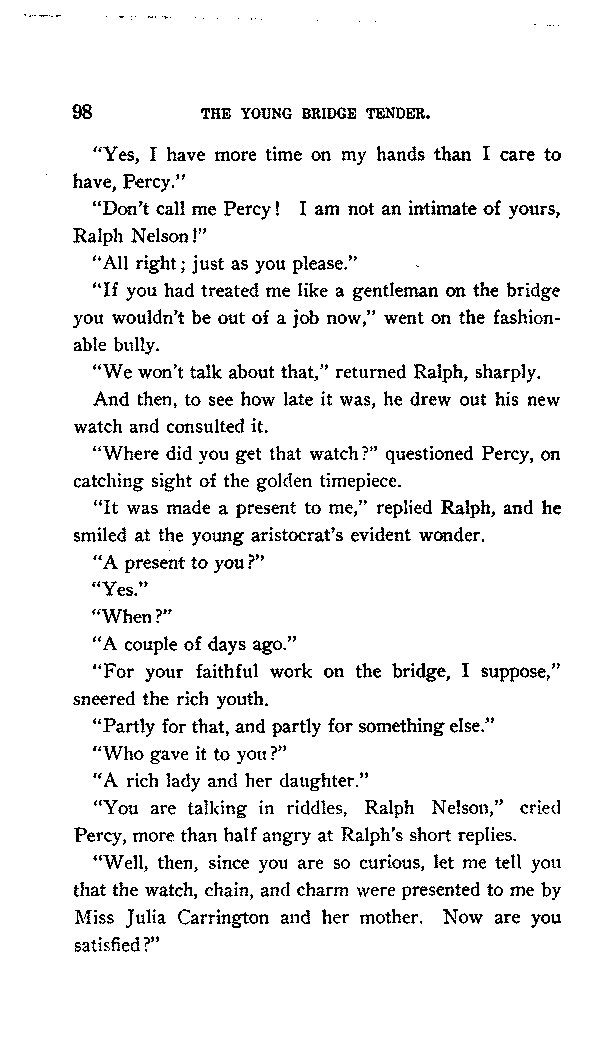 98 THE YOUNG BRIDGE TENDER.
“Yes, I have more time on my hands than I care to
have, Percy.”
“Don’t call me Percy! I am not an intimate of yours,
Ralph Nelson!”
“All right; just as you please.”
“If you had treated me like a gentleman on the bridge
you wouldn’t be out of a job now,” went on the fashion-
able bully.
“We won’t talk about that,” returned Ralph, sharply.
And then, to see how late it was, he drew out his new
watch and consulted it.
“Where did you get that watch?” questioned Percy, on
catching sight of the golden timepiece.
“It was made a present to me,” replied Ralph, and he
smiled at the young aristocrat’s evident wonder.
“A present to you?”
“Yes.”
“When?”
“A couple of days ago.”
“For your faithful work on the bridge, I suppose,”
sneered the rich youth.
“Partly for that, and partly for something else.”
“Who gave it to you?”
“A rich lady and her daughter.”
“You are talking in riddles, Ralph Nelson,” cried
Percy, more than half angry at Ralph’s short replies.
“Well, then, since you are so curious, let me tell you
that the watch, chain, and charm were presented to me by
Miss Julia Carrington and her mother. Now are you
satisfied?”